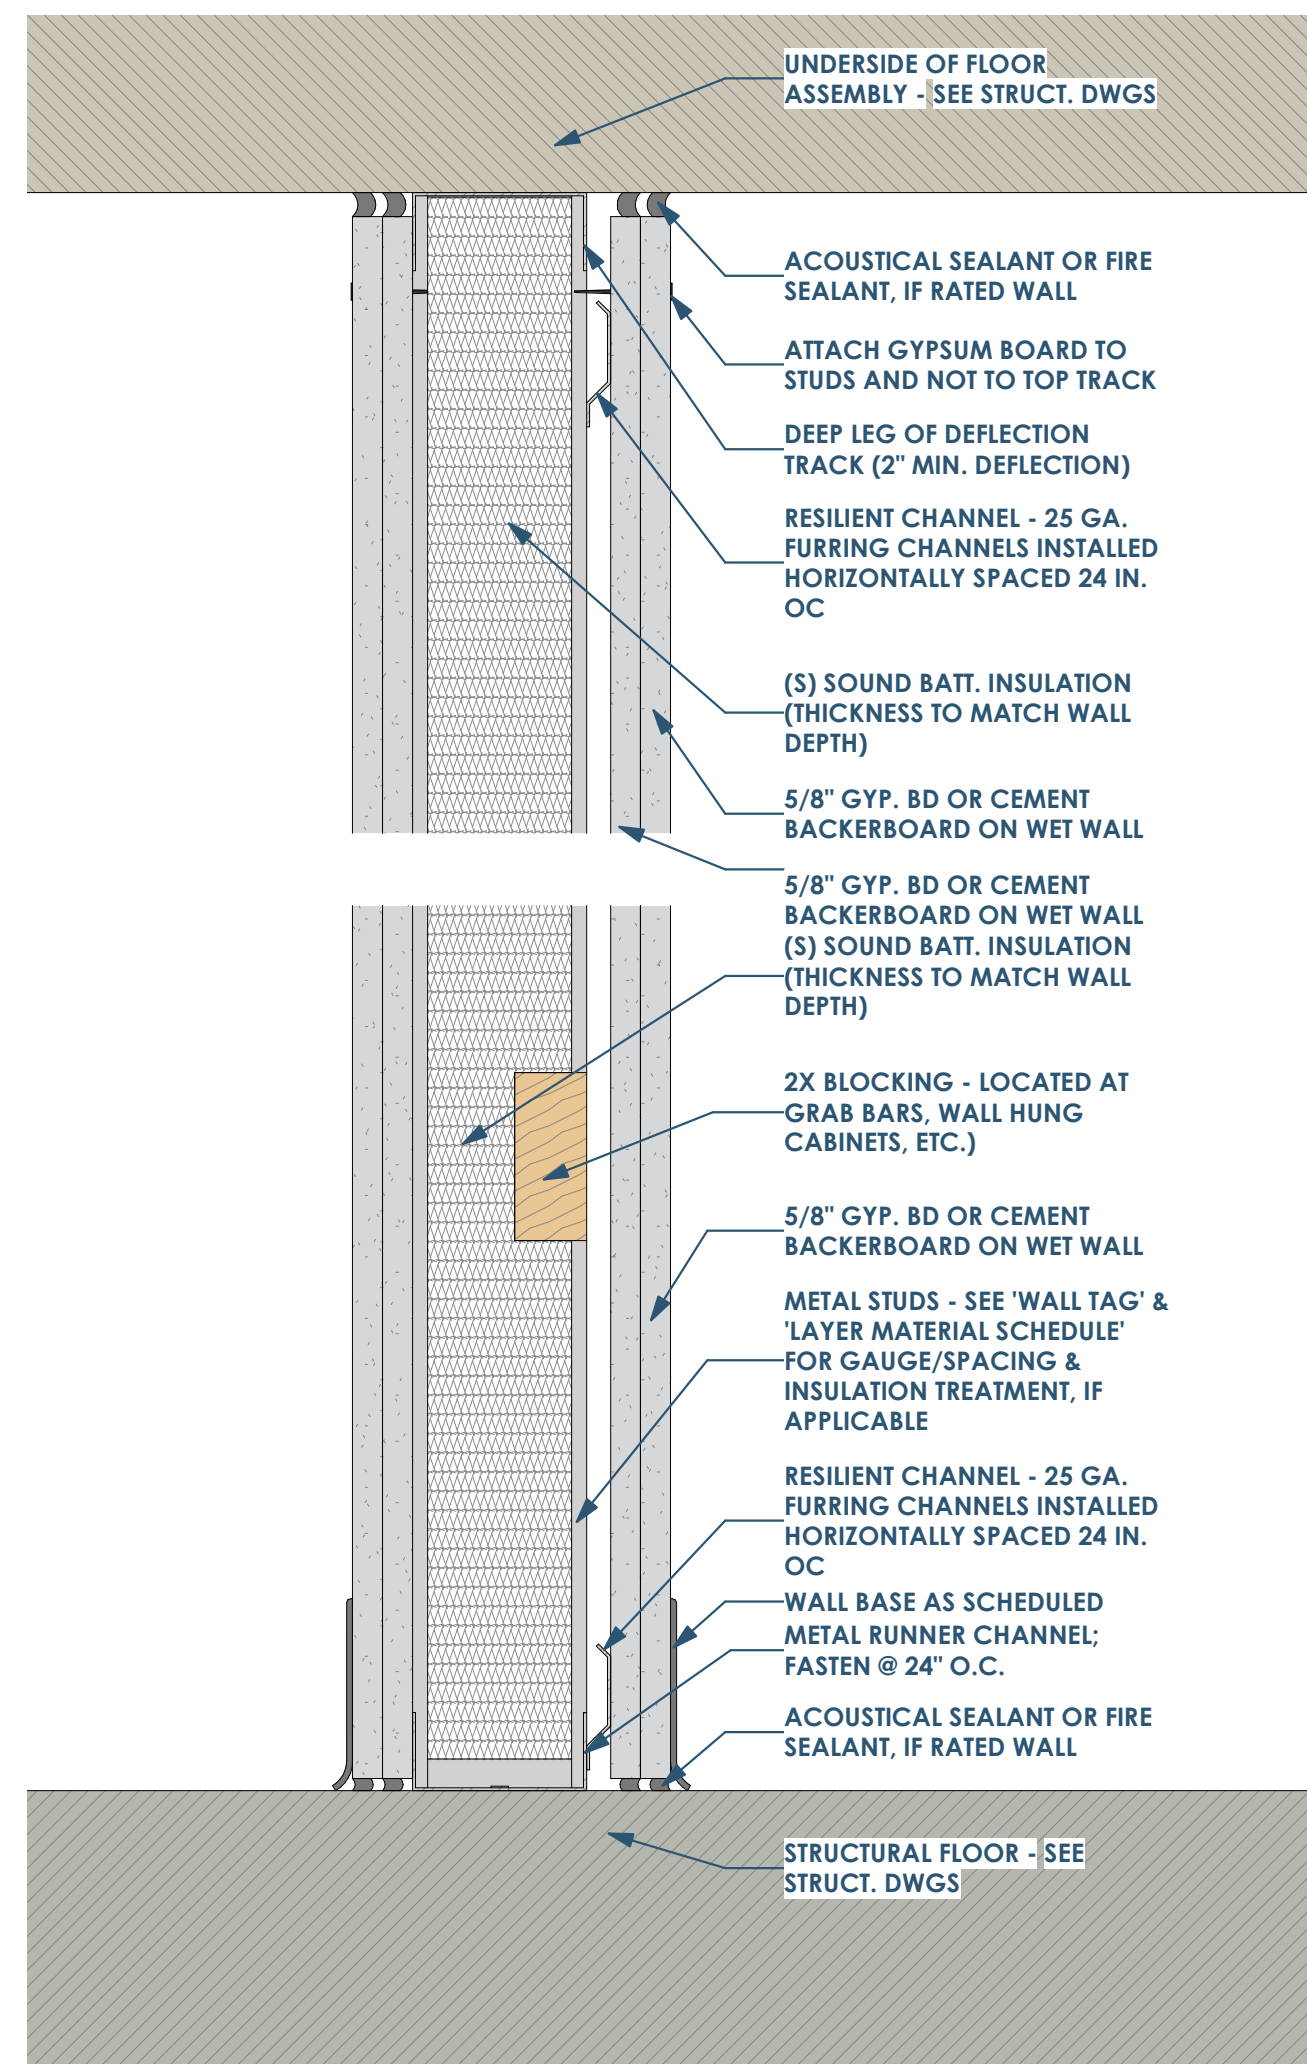 UNDERSIDE OF FLOOR
ASSEMBLY - SEE STRUCT. DWGS
ACOUSTICAL SEALANT OR FIRE
SEALANT, IF RATED WALL
ATTACH GYPSUM BOARD TO
STUDS AND NOT TO TOP TRACK
DEEP LEG OF DEFLECTION
TRACK (2" MIN. DEFLECTION)
RESILIENT CHANNEL - 25 GA.
FURRING CHANNELS INSTALLED
HORIZONTALLY SPACED 24 IN.
OC
(S) SOUND BATT. INSULATION
(THICKNESS TO MATCH WALL
DEPTH)
5/8" GYP. BD OR CEMENT
BACKERBOARD ON WET WALL
5/8" GYP. BD OR CEMENT
BACKERBOARD ON WET WALL
(S) SOUND BATT. INSULATION
(THICKNESS TO MATCH WALL
DEPTH)
2X BLOCKING - LOCATED AT
GRAB BARS, WALL HUNG
CABINETS, ETC.)
5/8" GYP. BD OR CEMENT
BACKERBOARD ON WET WALL
METAL STUDS - SEE 'WALL TAG' &
'LAYER MATERIAL SCHEDULE'
FOR GAUGE/SPACING &
INSULATION TREATMENT, IF
APPLICABLE
RESILIENT CHANNEL - 25 GA.
FURRING CHANNELS INSTALLED
HORIZONTALLY SPACED 24 IN.
OC
WALL BASE AS SCHEDULED
METAL RUNNER CHANNEL;
FASTEN @ 24" O.C.
ACOUSTICAL SEALANT OR FIRE
SEALANT, IF RATED WALL
STRUCTURAL FLOOR - SEE
STRUCT. DWGS